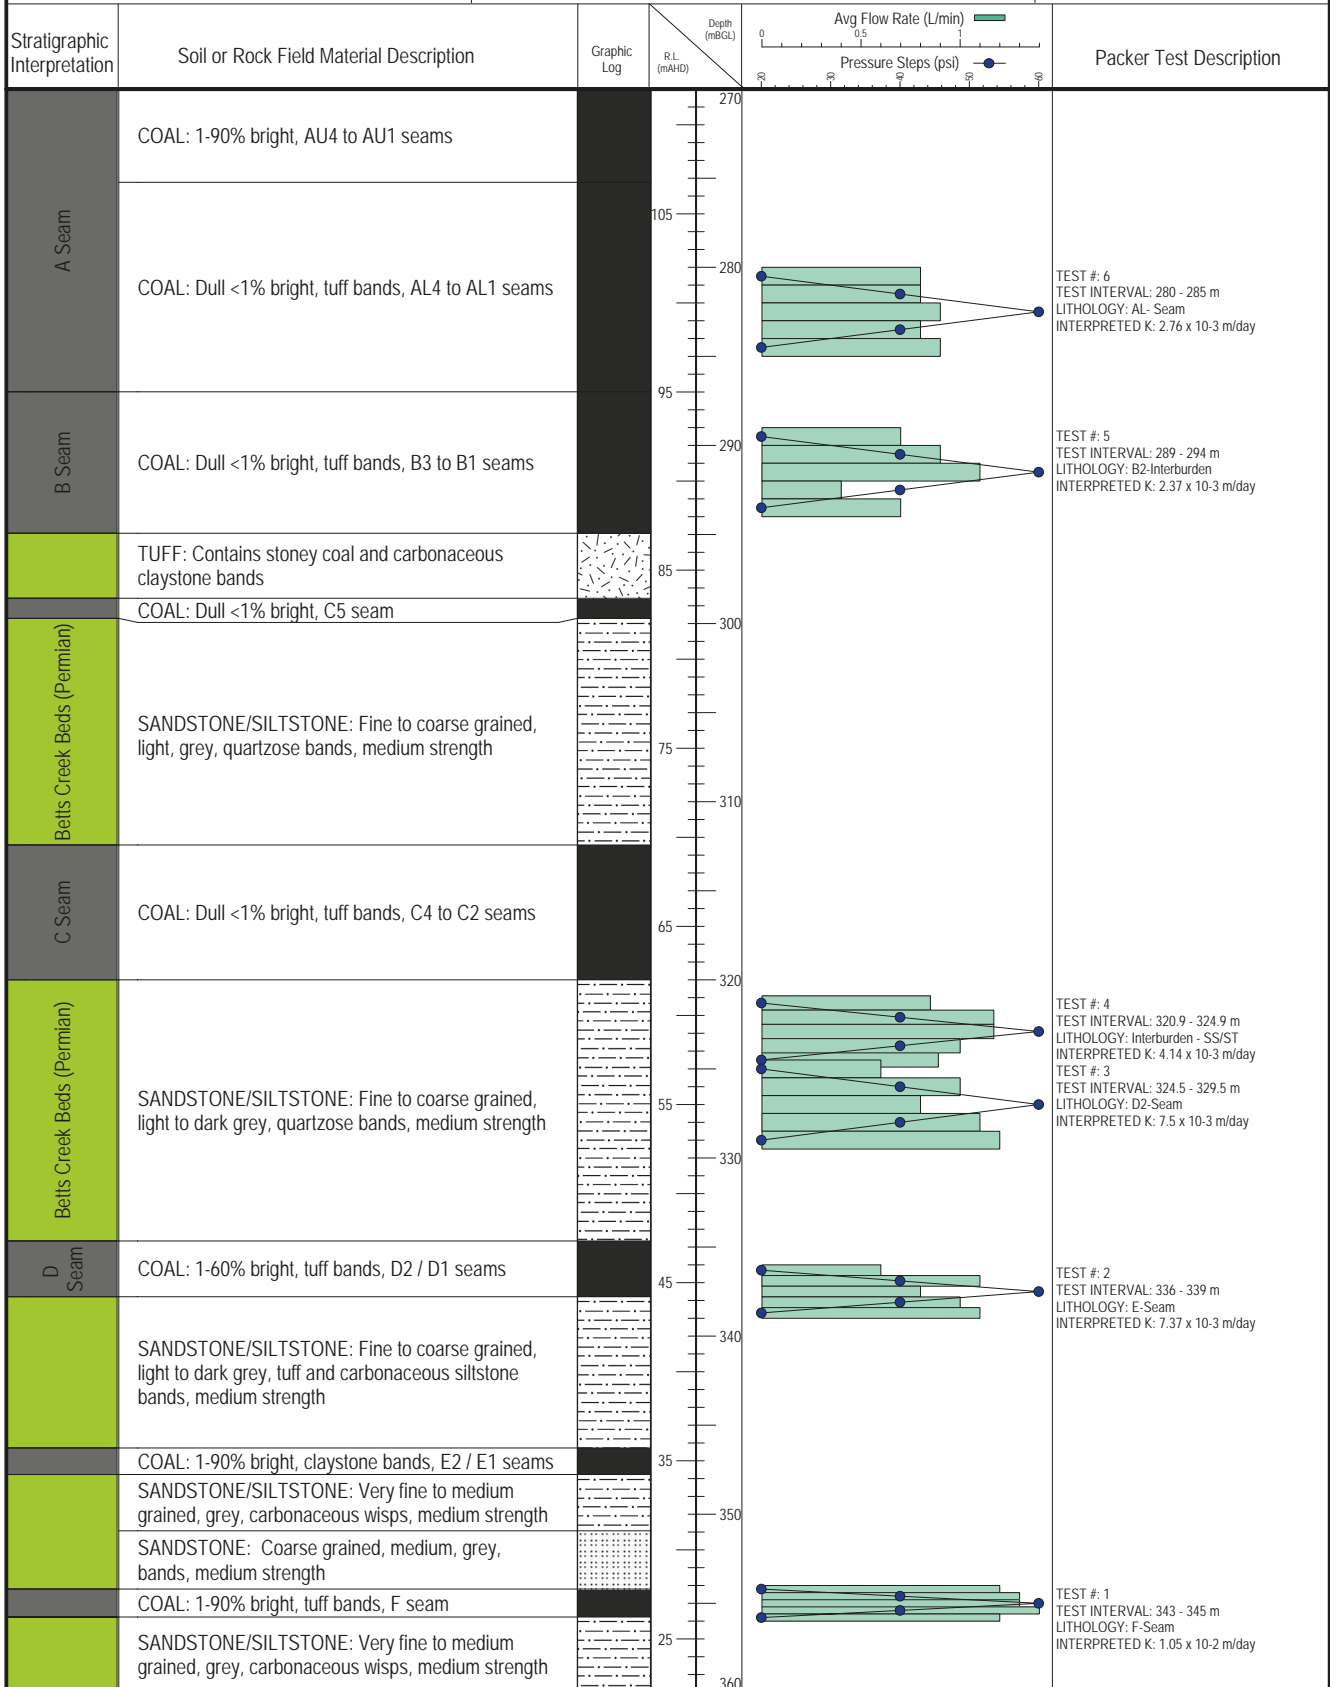 Stratigraphic
Interpretation
Soil or Rock Field Material Description
Graphic
Log
R.L.
(mAHD)
Depth
(mBGL)
Avg Flow Rate (L/min)
0 0.5 1
Pressure Steps (psi)
20 30 40 50 60
Packer Test Description
270
A Seam
COAL: 1-90% bright, AU4 to AU1 seams
105
COAL: Dull <1% bright, tuff bands, AL4 to AL1 seams
280
TEST #: 6
TEST INTERVAL: 280 - 285 m
LITHOLOGY: AL- Seam
INTERPRETED K: 2.76 x 10-3 m/day
95
B Seam
COAL: Dull <1% bright, tuff bands, B3 to B1 seams
290
TEST #: 5
TEST INTERVAL: 289 - 294 m
LITHOLOGY: B2-Interburden
INTERPRETED K: 2.37 x 10-3 m/day
TUFF: Contains stoney coal and carbonaceous
claystone bands
85
COAL: Dull <1% bright, C5 seam
300
Betts Creek Beds (Permian)
SANDSTONE/SILTSTONE: Fine to coarse grained,
light, grey, quartzose bands, medium strength
75
310
C Seam
COAL: Dull <1% bright, tuff bands, C4 to C2 seams
65
320
Betts Creek Beds (Permian)
SANDSTONE/SILTSTONE: Fine to coarse grained,
light to dark grey, quartzose bands, medium strength
55
TEST #: 4
TEST INTERVAL: 320.9 - 324.9 m
LITHOLOGY: Interburden - SS/ST
INTERPRETED K: 4.14 x 10-3 m/day
TEST #: 3
TEST INTERVAL: 324.5 - 329.5 m
LITHOLOGY: D2-Seam
INTERPRETED K: 7.5 x 10-3 m/day
330
D
Seam
COAL: 1-60% bright, tuff bands, D2 / D1 seams
45
TEST #: 2
TEST INTERVAL: 336 - 339 m
LITHOLOGY: E-Seam
INTERPRETED K: 7.37 x 10-3 m/day
340
SANDSTONE/SILTSTONE: Fine to coarse grained,
light to dark grey, tuff and carbonaceous siltstone
bands, medium strength
COAL: 1-90% bright, claystone bands, E2 / E1 seams
35
SANDSTONE/SILTSTONE: Very fine to medium
grained, grey, carbonaceous wisps, medium strength
350
SANDSTONE: Coarse grained, medium, grey,
bands, medium strength
COAL: 1-90% bright, tuff bands, F seam
TEST #: 1
TEST INTERVAL: 343 - 345 m
LITHOLOGY: F-Seam
INTERPRETED K: 1.05 x 10-2 m/day
SANDSTONE/SILTSTONE: Very fine to medium
grained, grey, carbonaceous wisps, medium strength
25
360